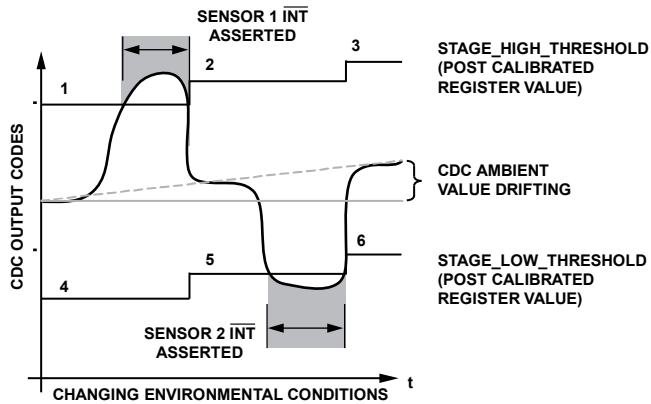 SENSOR 1 INT
ASSERTED
1
2
3
STAGE_HIGH_THRESHOLD
(POST CALIBRATED
REGISTER VALUE)
CDC OUTPUT CODES
CDC AMBIENT
VALUE DRIFTING
4
5
6
STAGE_LOW_THRESHOLD
(POST CALIBRATED
REGISTER VALUE)
SENSOR 2 INT
ASSERTED
t
CHANGING ENVIRONMENTAL CONDITIONS